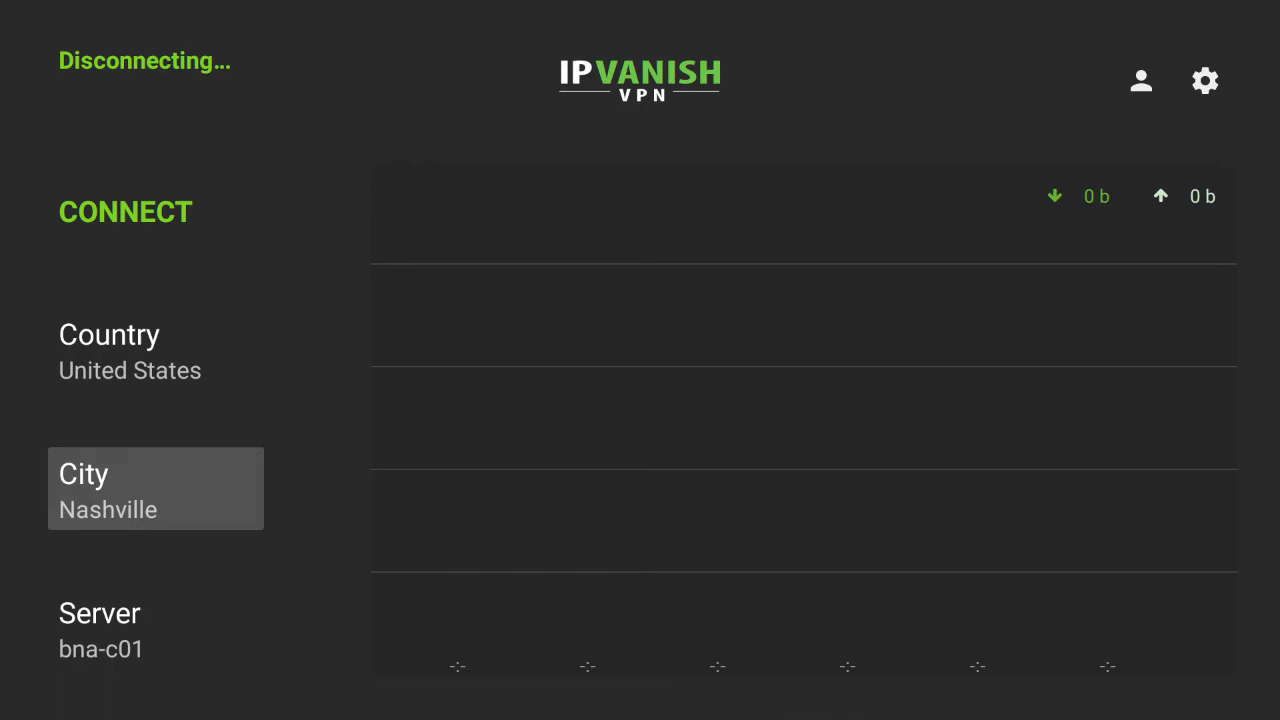 Disconnecting...
IPVANISH
VPN
CONNECT
↓ 0 b ↑ 0 b
Country
United States
City
Nashville
Server
bna-c01
-:- -:- -:- -:- -:- -:-